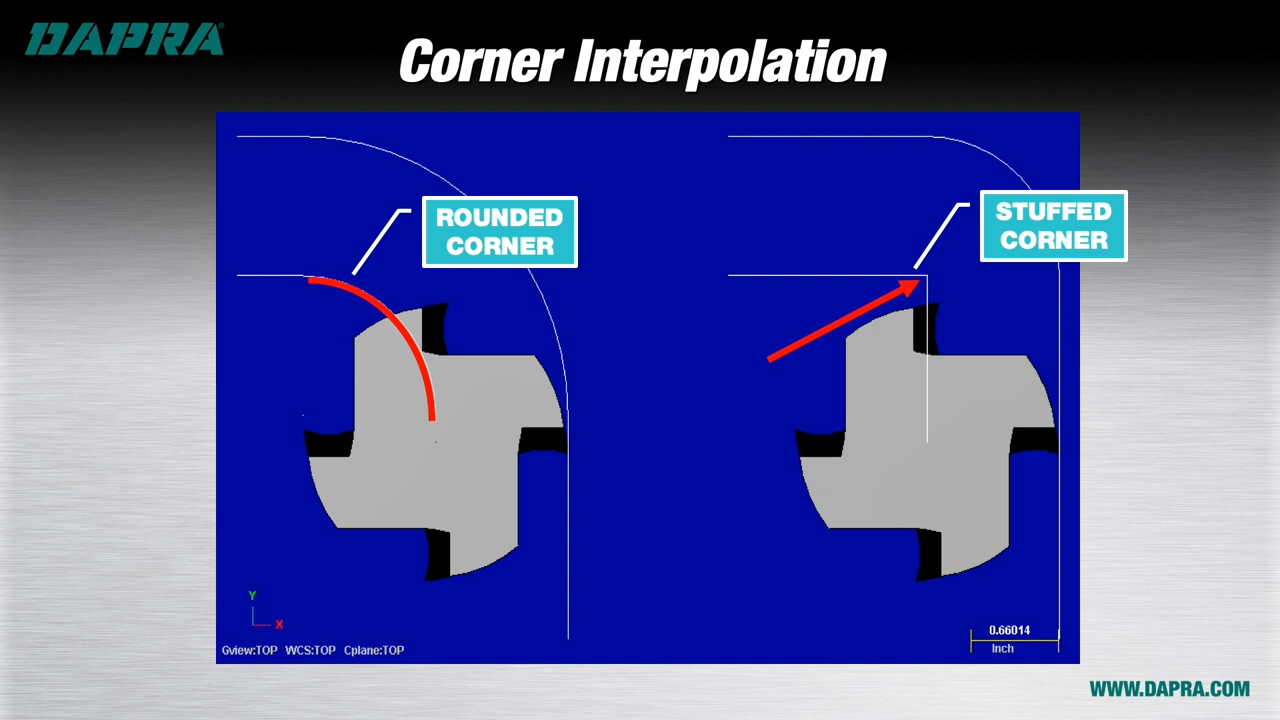 DAPRA®
Corner Interpolation
ROUNDED
CORNER
STUFFED
CORNER
Y
X
0.66014
Inch
Gview:TOP WCS:TOP Cplane:TOP
WWW.DAPRA.COM